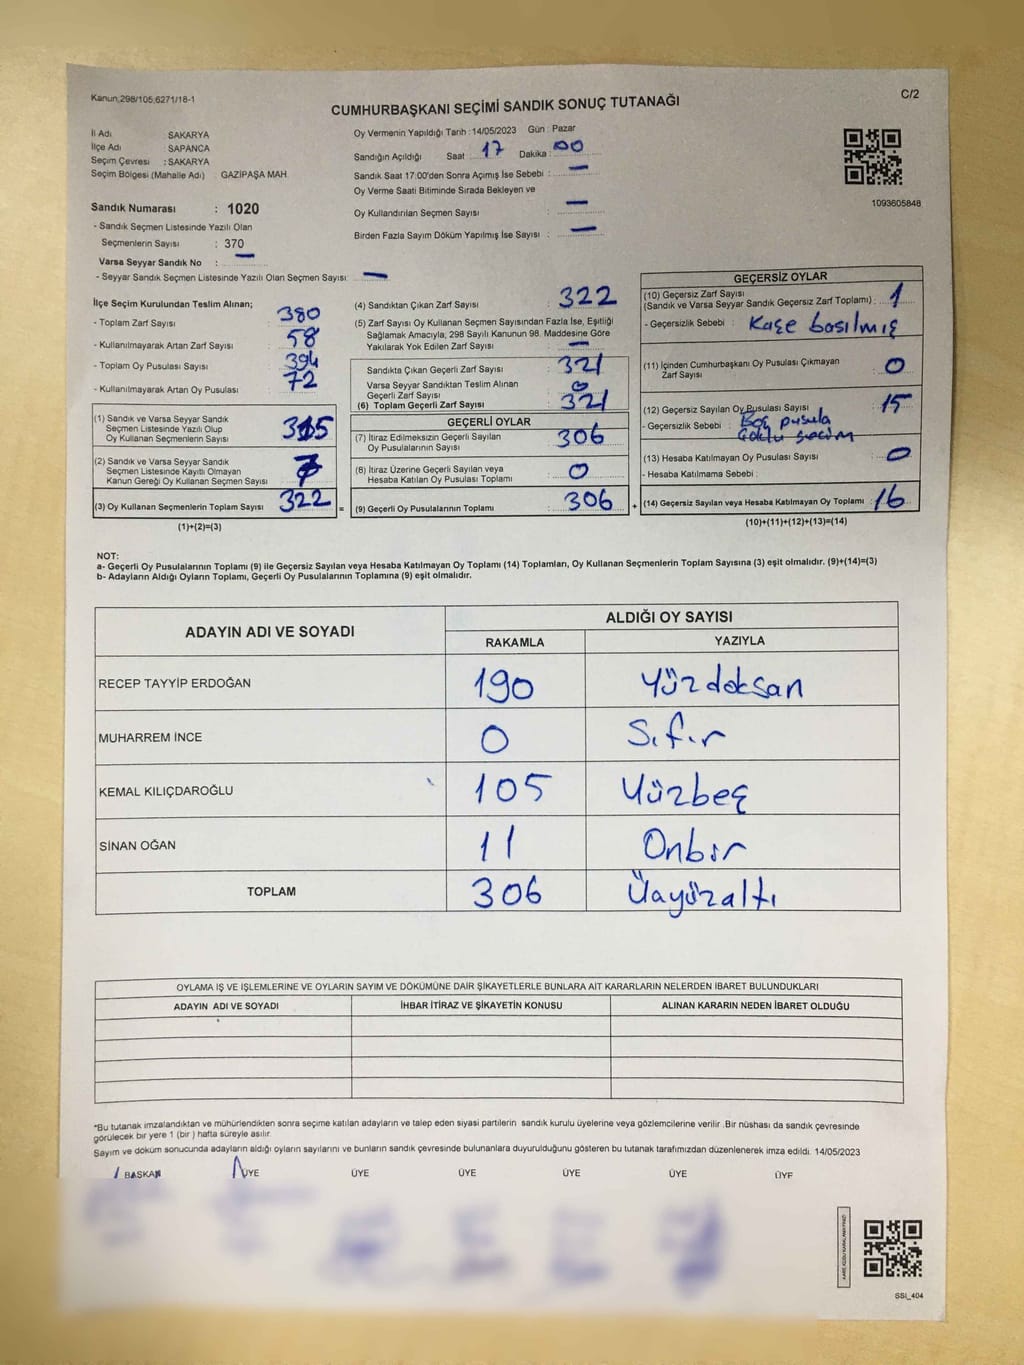 Kanun,298/105,6271/18-1
C/2
CUMHURBAŞKANI SEÇİMİ SANDIK SONUÇ TUTANAĞI
İl Adı SAKARYA
İlçe Adı : SAPANCA
Seçim Çevresi : SAKARYA
Seçim Bölgesi (Mahalle Adı) GAZİPAŞA MAH.
Sandık Numarası : 1020
- Sandık Seçmen Listesinde Yazılı Olan
Seçmenlerin Sayısı : 370
Varsa Seyyar Sandık No : —
- Seyyar Sandık Seçmen Listesinde Yazılı Olan Seçmen Sayısı: —
Oy Vermenin Yapıldığı Tarih : 14/05/2023 Gün : Pazar
Sandığın Açıldığı Saat : 17 Dakika : 00
Sandık Saat 17:00'den Sonra Açımış İse Sebebi : —
Oy Verme Saati Bitiminde Sırada Bekleyen ve
Oy Kullandırılan Seçmen Sayısı : —
Birden Fazla Sayım Döküm Yapılmış İse Sayısı : —
1093605848
İlçe Seçim Kurulundan Teslim Alınan;
- Toplam Zarf Sayısı 380
- Kullanılmayarak Artan Zarf Sayısı 58
- Toplam Oy Pusulası Sayısı 394
- Kullanılmayarak Artan Oy Pusulası : 72
(1) Sandık ve Varsa Seyyar Sandık
Seçmen Listesinde Yazılı Olup
Oy Kullanan Seçmenlerin Sayısı 315
(2) Sandık ve Varsa Seyyar Sandık
Seçmen Listesinde Kayıtlı Olmayan
Kanun Gereği Oy Kullanan Seçmen Sayısı : 7
(3) Oy Kullanan Seçmenlerin Toplam Sayısı : 322 =
(1)+(2)=(3)
(4) Sandıktan Çıkan Zarf Sayısı : 322
(5) Zarf Sayısı Oy Kullanan Seçmen Sayısından Fazla İse, Eşitliği
Sağlamak Amacıyla; 298 Sayılı Kanunun 98. Maddesine Göre
Yakılarak Yok Edilen Zarf Sayısı : —
Sandıkta Çıkan Geçerli Zarf Sayısı : 321
Varsa Seyyar Sandıktan Teslim Alınan
Geçerli Zarf Sayısı : 0
(6) Toplam Geçerli Zarf Sayısı : 321
GEÇERLİ OYLAR
(7) İtiraz Edilmeksizin Geçerli Sayılan
Oy Pusulalarının Sayısı : 306
(8) İtiraz Üzerine Geçerli Sayılan veya
Hesaba Katılan Oy Pusulası Toplamı : 0
(9) Geçerli Oy Pusulalarının Toplamı : 306 +
GEÇERSİZ OYLAR
(10) Geçersiz Zarf Sayısı
(Sandık ve Varsa Seyyar Sandık Geçersiz Zarf Toplamı) : 1
- Geçersizlik Sebebi : Kaşe basılmış
(11) İçinden Cumhurbaşkanı Oy Pusulası Çıkmayan
Zarf Sayısı : 0
(12) Geçersiz Sayılan Oy Pusulası Sayısı : 15
- Geçersizlik Sebebi : Boş pusula
Çoklu seçim
(13) Hesaba Katılmayan Oy Pusulası Sayısı : 0
- Hesaba Katılmama Sebebi :
(14) Geçersiz Sayılan veya Hesaba Katılmayan Oy Toplamı : 16
(10)+(11)+(12)+(13)=(14)
NOT:
a- Geçerli Oy Pusulalarının Toplamı (9) ile Geçersiz Sayılan veya Hesaba Katılmayan Oy Toplamı (14) Toplamları, Oy Kullanan Seçmenlerin Toplam Sayısına (3) eşit olmalıdır. (9)+(14)=(3)
b- Adayların Aldığı Oyların Toplamı, Geçerli Oy Pusulalarının Toplamına (9) eşit olmalıdır.
ADAYIN ADI VE SOYADI ALDIĞI OY SAYISI
RAKAMLA YAZIYLA
RECEP TAYYİP ERDOĞAN 190 Yüzdoksan
MUHARREM İNCE 0 Sıfır
KEMAL KILIÇDAROĞLU 105 Yüzbeş
SİNAN OĞAN 11 Onbir
TOPLAM 306 Üçyüzaltı
OYLAMA İŞ VE İŞLEMLERİNE VE OYLARIN SAYIM VE DÖKÜMÜNE DAİR ŞİKAYETLERLE BUNLARA AİT KARARLARIN NELERDEN İBARET BULUNDUKLARI
ADAYIN ADI VE SOYADI İHBAR İTİRAZ VE ŞİKAYETİN KONUSU ALINAN KARARIN NEDEN İBARET OLDUĞU
*Bu tutanak imzalandıktan ve mühürlendikten sonra seçime katılan adayların ve talep eden siyasi partilerin sandık kurulu üyelerine veya gözlemcilerine verilir .Bir nüshası da sandık çevresinde
görülecek bir yere 1 (bir ) hafta süreyle asılır.
Sayım ve döküm sonucunda adayların aldığı oyların sayılarını ve bunların sandık çevresinde bulunanlara duyurulduğunu gösteren bu tutanak tarafımızdan düzenlenerek imza edildi. 14/05/2023
BAŞKAN ÜYE ÜYE ÜYE ÜYE ÜYE ÜYE
SSI_404